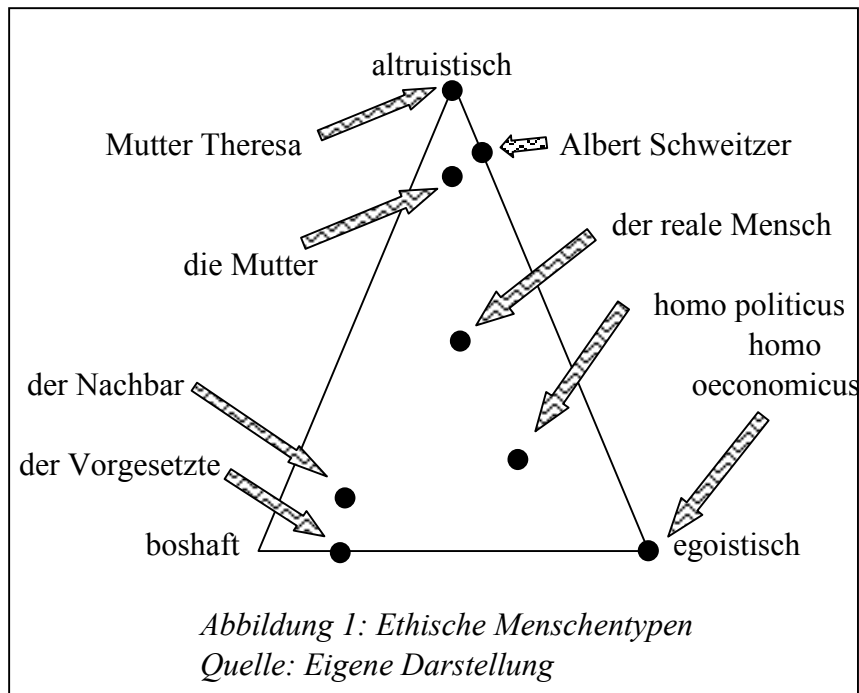 altruistisch
Mutter Theresa
Albert Schweitzer
die Mutter
der reale Mensch
homo politicus
homo
oeconomicus
der Nachbar
der Vorgesetzte
boshaft
egoistisch
Abbildung 1: Ethische Menschentypen
Quelle: Eigene Darstellung